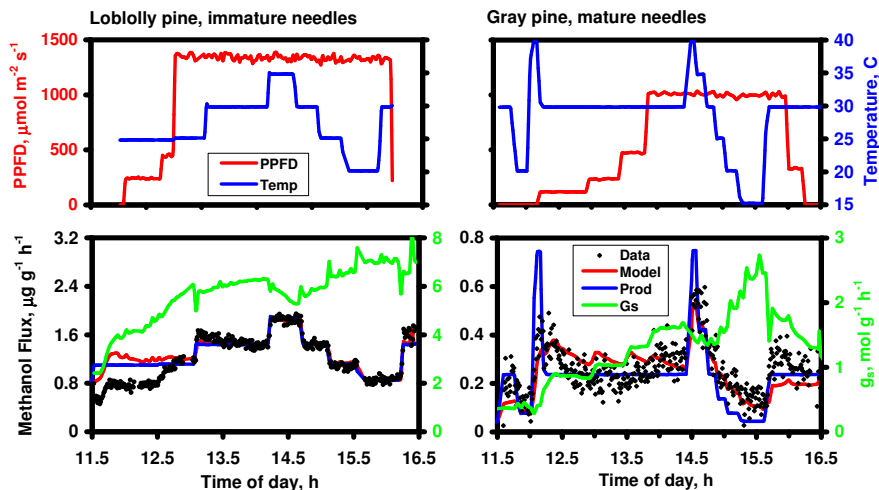 Loblolly pine, immature needles
Gray pine, mature needles
1500
1000
500
0
PPFD, μmol m⁻² s⁻¹
PPFD
Temp
40
35
30
25
20
15
Temperature, C
3.2
2.4
1.6
0.8
0
Methanol Flux, μg g⁻¹ h⁻¹
8
6
4
2
0
11.5 12.5 13.5 14.5 15.5 16.5
Time of day, h
0.8
0.6
0.4
0.2
0
Data
Model
Prod
Gs
3
2
1
0
gₛ, mol g⁻¹ h⁻¹
11.5 12.5 13.5 14.5 15.5 16.5
Time of day, h